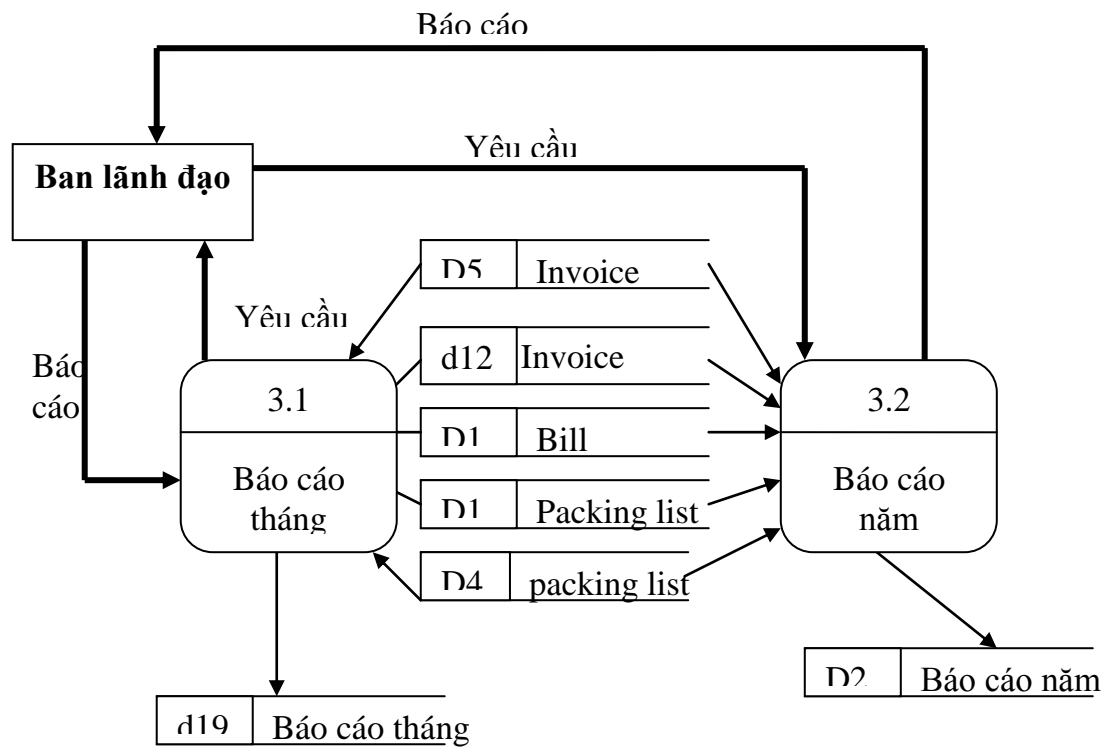 Báo cáo
Yêu cầu
Ban lãnh đạo
D5 Invoice
Yêu cầu
d12 Invoice
Báo
cáo
3.1
3.2
D1 Bill
Báo cáo
tháng
Báo cáo
năm
D1 Packing list
D4 packing list
D2 Báo cáo năm
d19 Báo cáo tháng